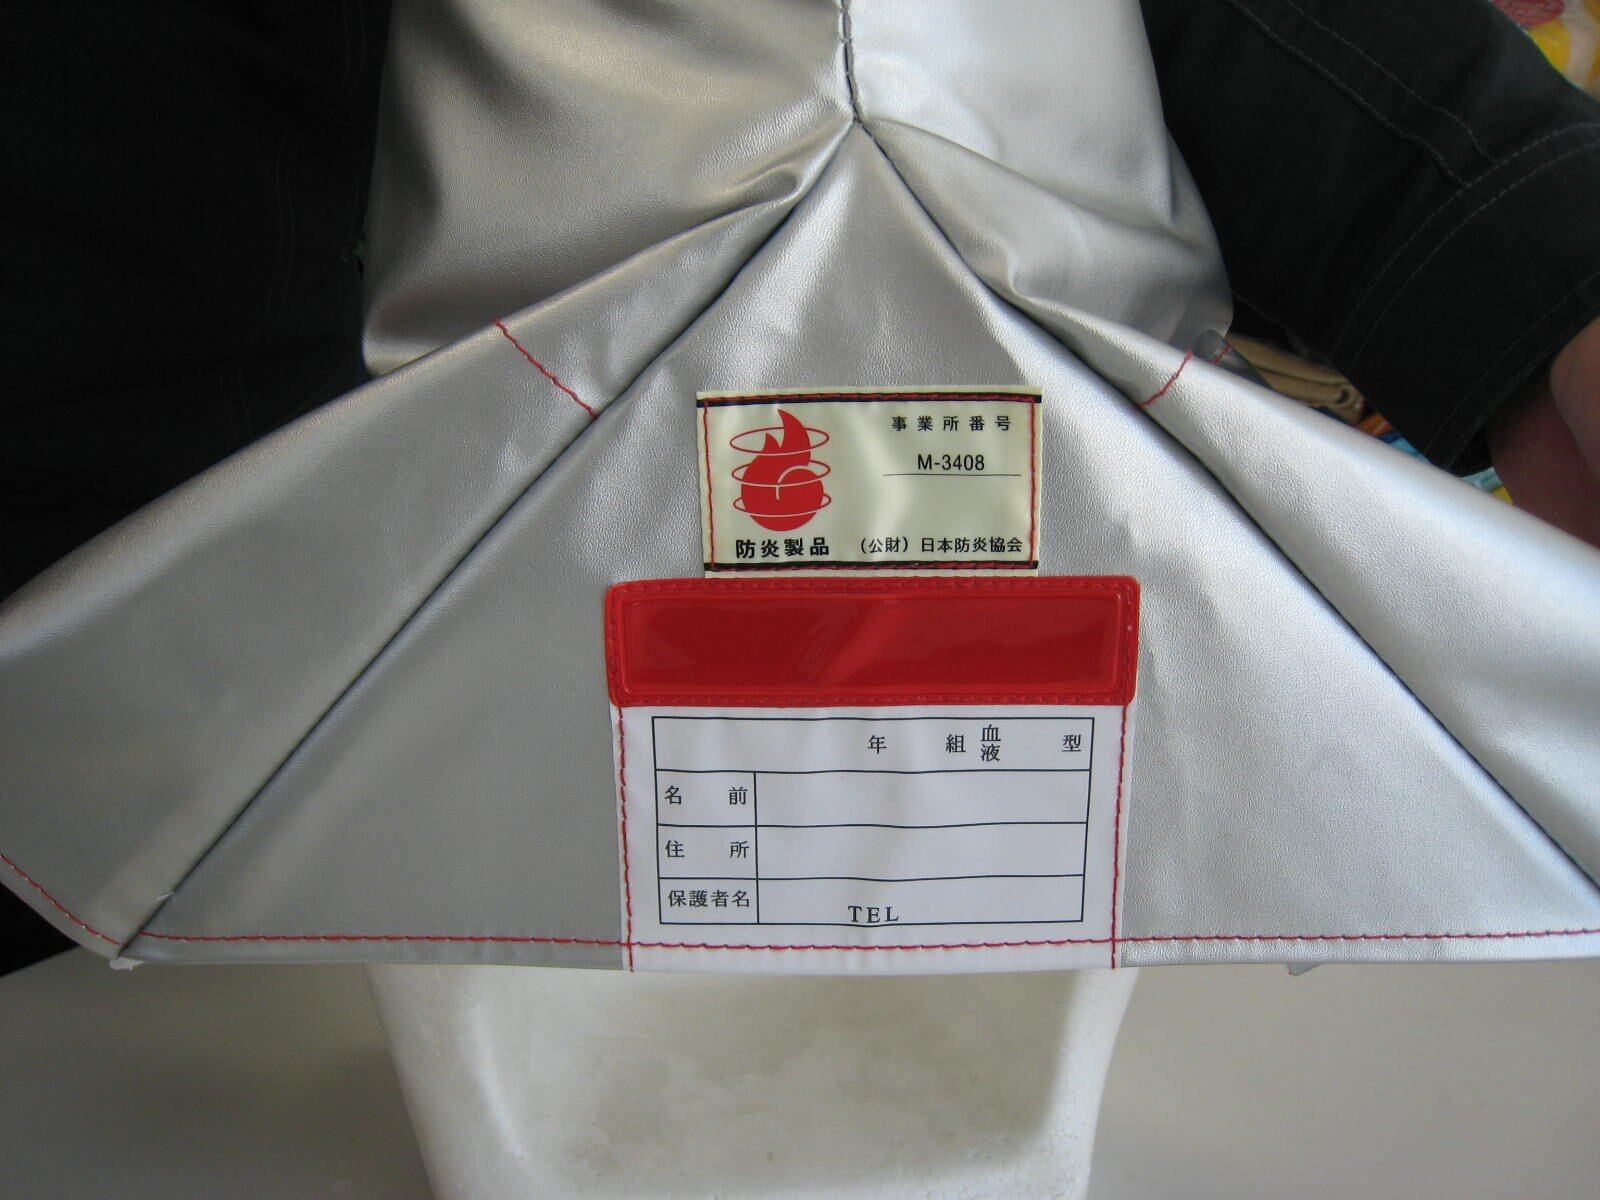 事業所番号
M-3408
防炎製品 （公財）日本防炎協会
年 組 血液 型
名 前
住 所
保護者名
TEL